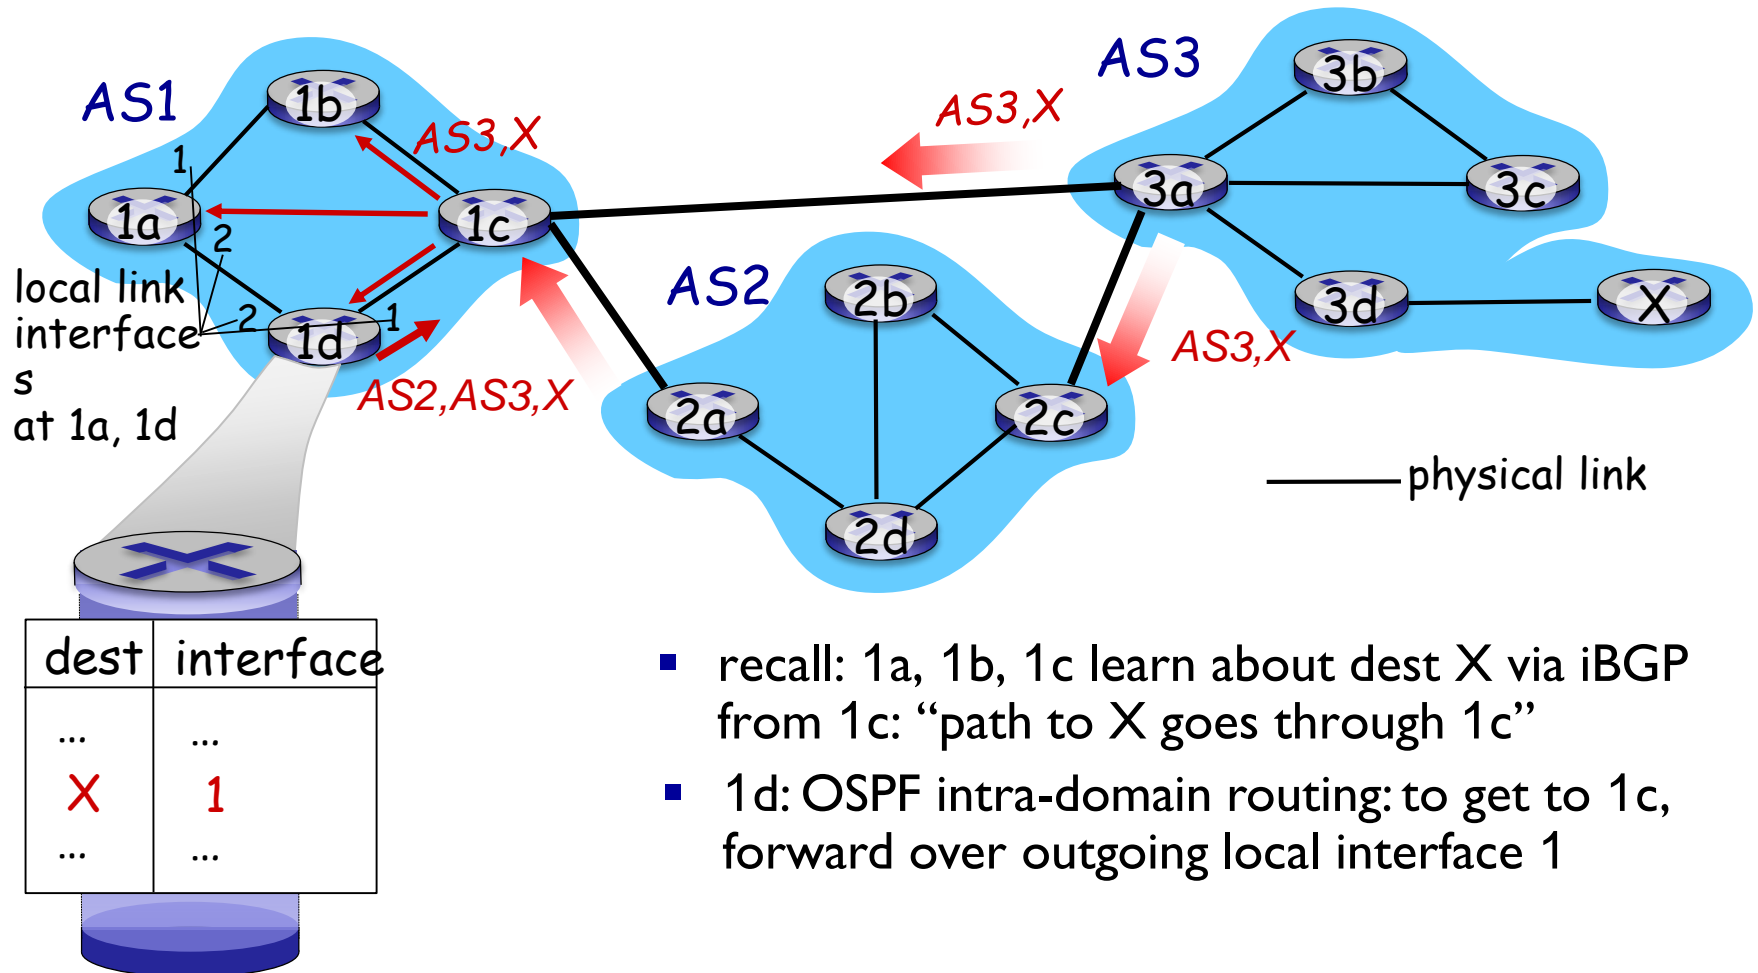 AS1
1b
AS3,X
1
1a
1c
2
local link
interface
s
at 1a, 1d
2
1
1d
AS2,AS3,X
AS3,X
AS3
3b
3a
3c
3d
X
AS3,X
AS2
2b
2a
2c
2d
physical link
dest interface
... ...
X 1
... ...
▪ recall: 1a, 1b, 1c learn about dest X via iBGP
from 1c: “path to X goes through 1c”
▪ 1d: OSPF intra-domain routing: to get to 1c,
forward over outgoing local interface 1